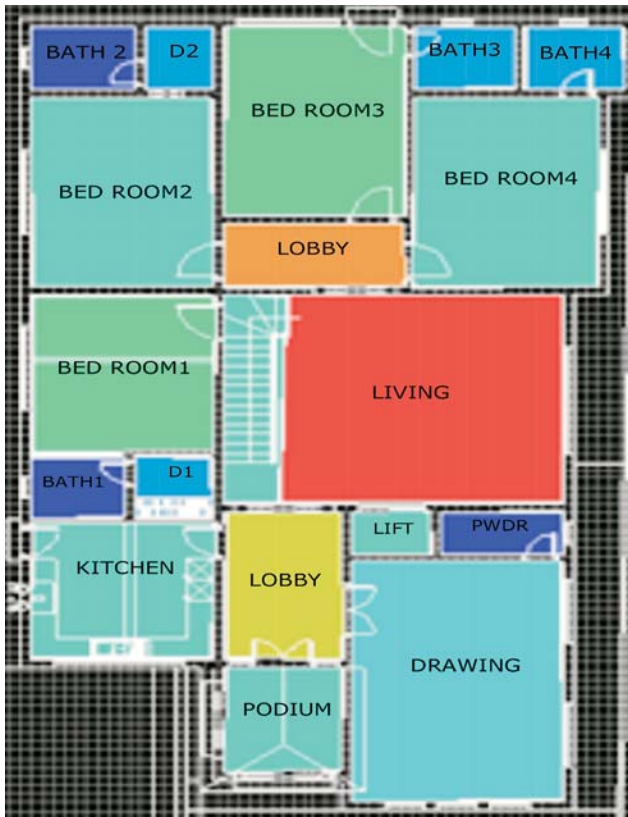 BATH 2
D2
BATH3
BATH4
BED ROOM3
BED ROOM2
BED ROOM4
LOBBY
BED ROOM1
LIVING
BATH1
D1
LIFT
PWDR
KITCHEN
LOBBY
DRAWING
PODIUM